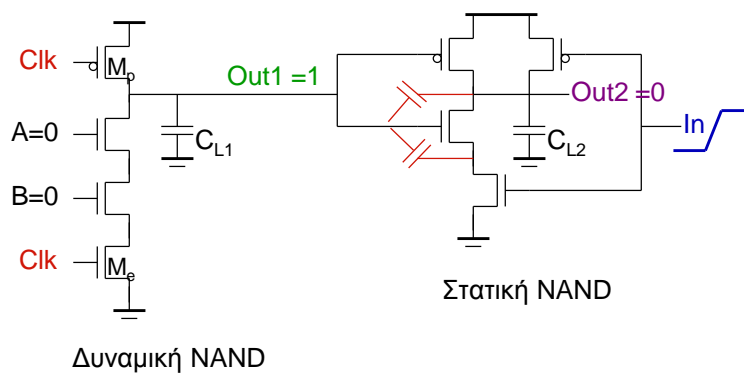 Clk
Mp
Out1 =1
Out2 =0
A=0
CL1
CL2
In
B=0
Clk
Me
Στατική NAND
Δυναμική NAND